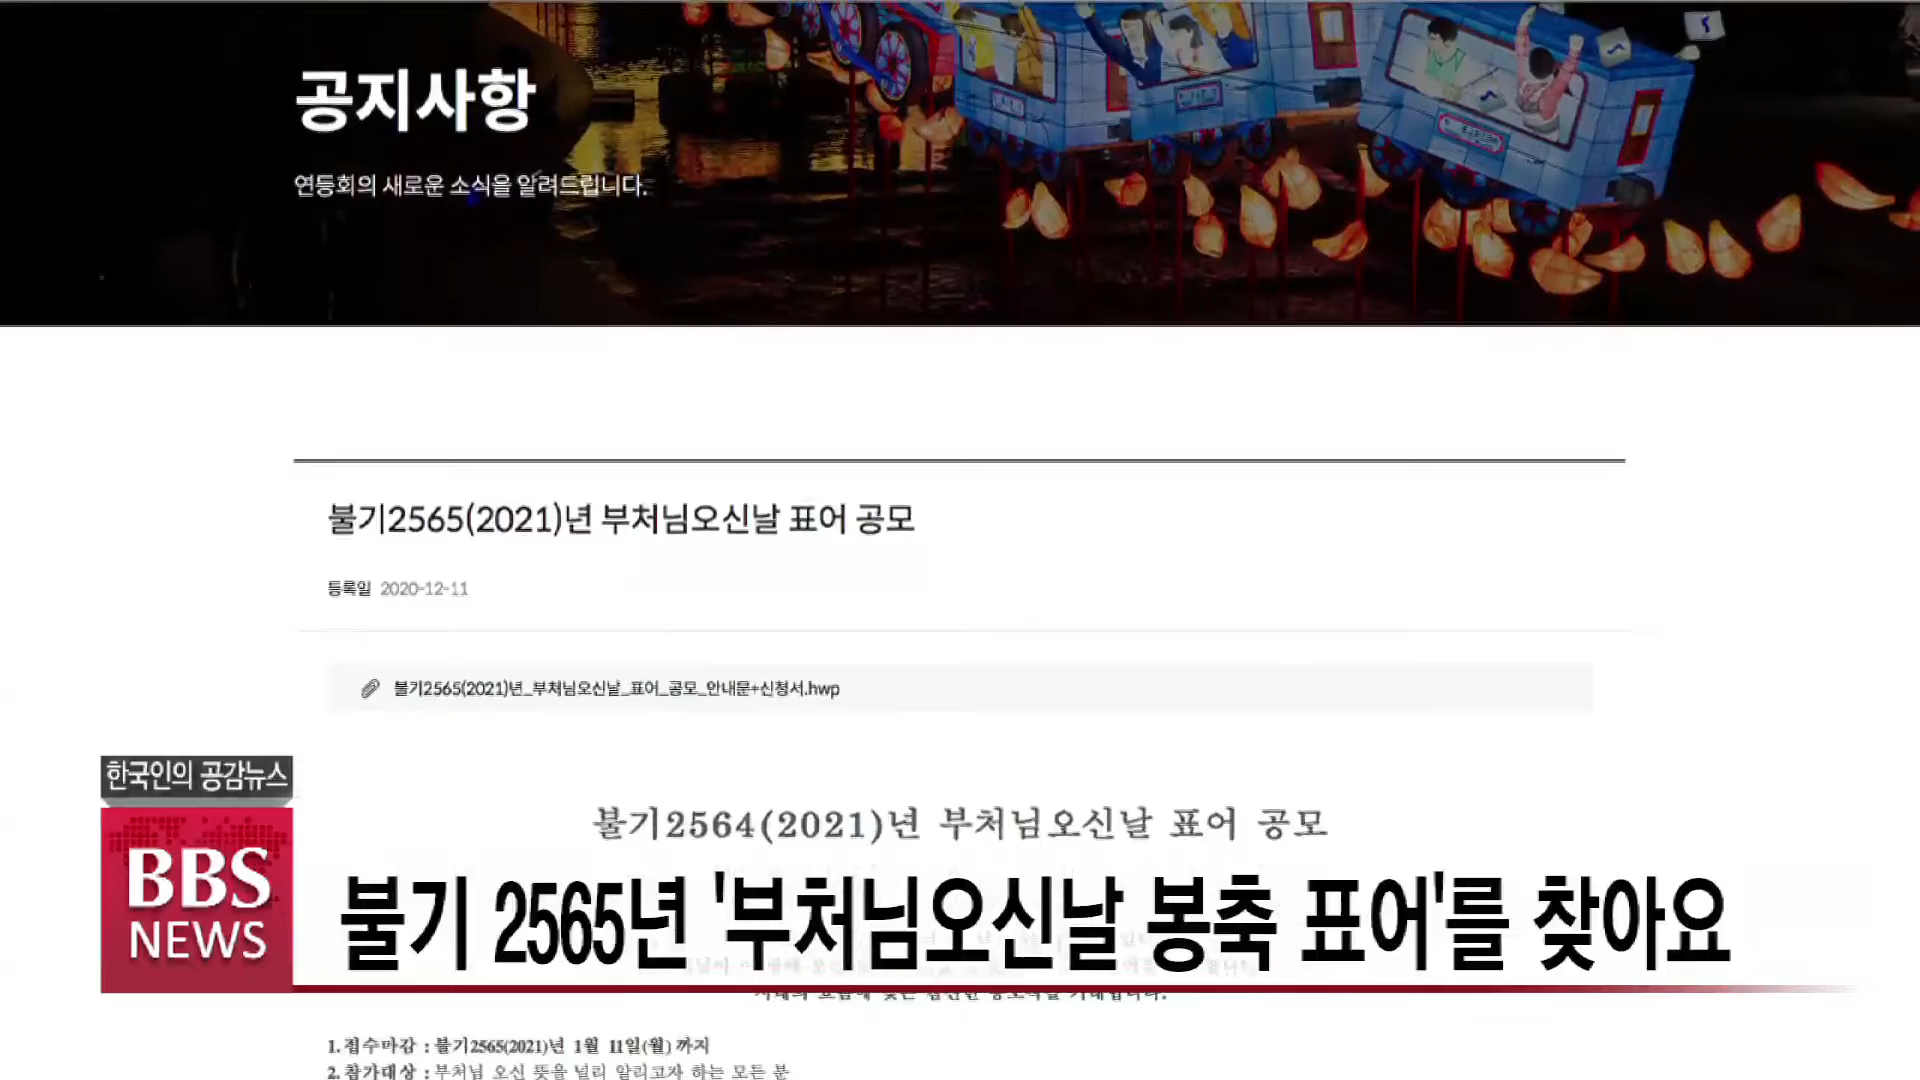 공지사항
연등회의 새로운 소식을 알려드립니다.
불기2565(2021)년 부처님오신날 표어 공모
등록일 2020-12-11
불기2565(2021)년_부처님오신날_표어_공모_안내문+신청서.hwp
불기2564(2021)년 부처님오신날 표어 공모
한국인의 공감뉴스
BBS
NEWS
불기 2565년 '부처님오신날 봉축 표어'를 찾아요
1. 접수마감 : 불기2565(2021)년 1월 11일(월) 까지
2. 참가대상 : 부처님 오신 뜻을 널리 알리고자 하는 모든 분